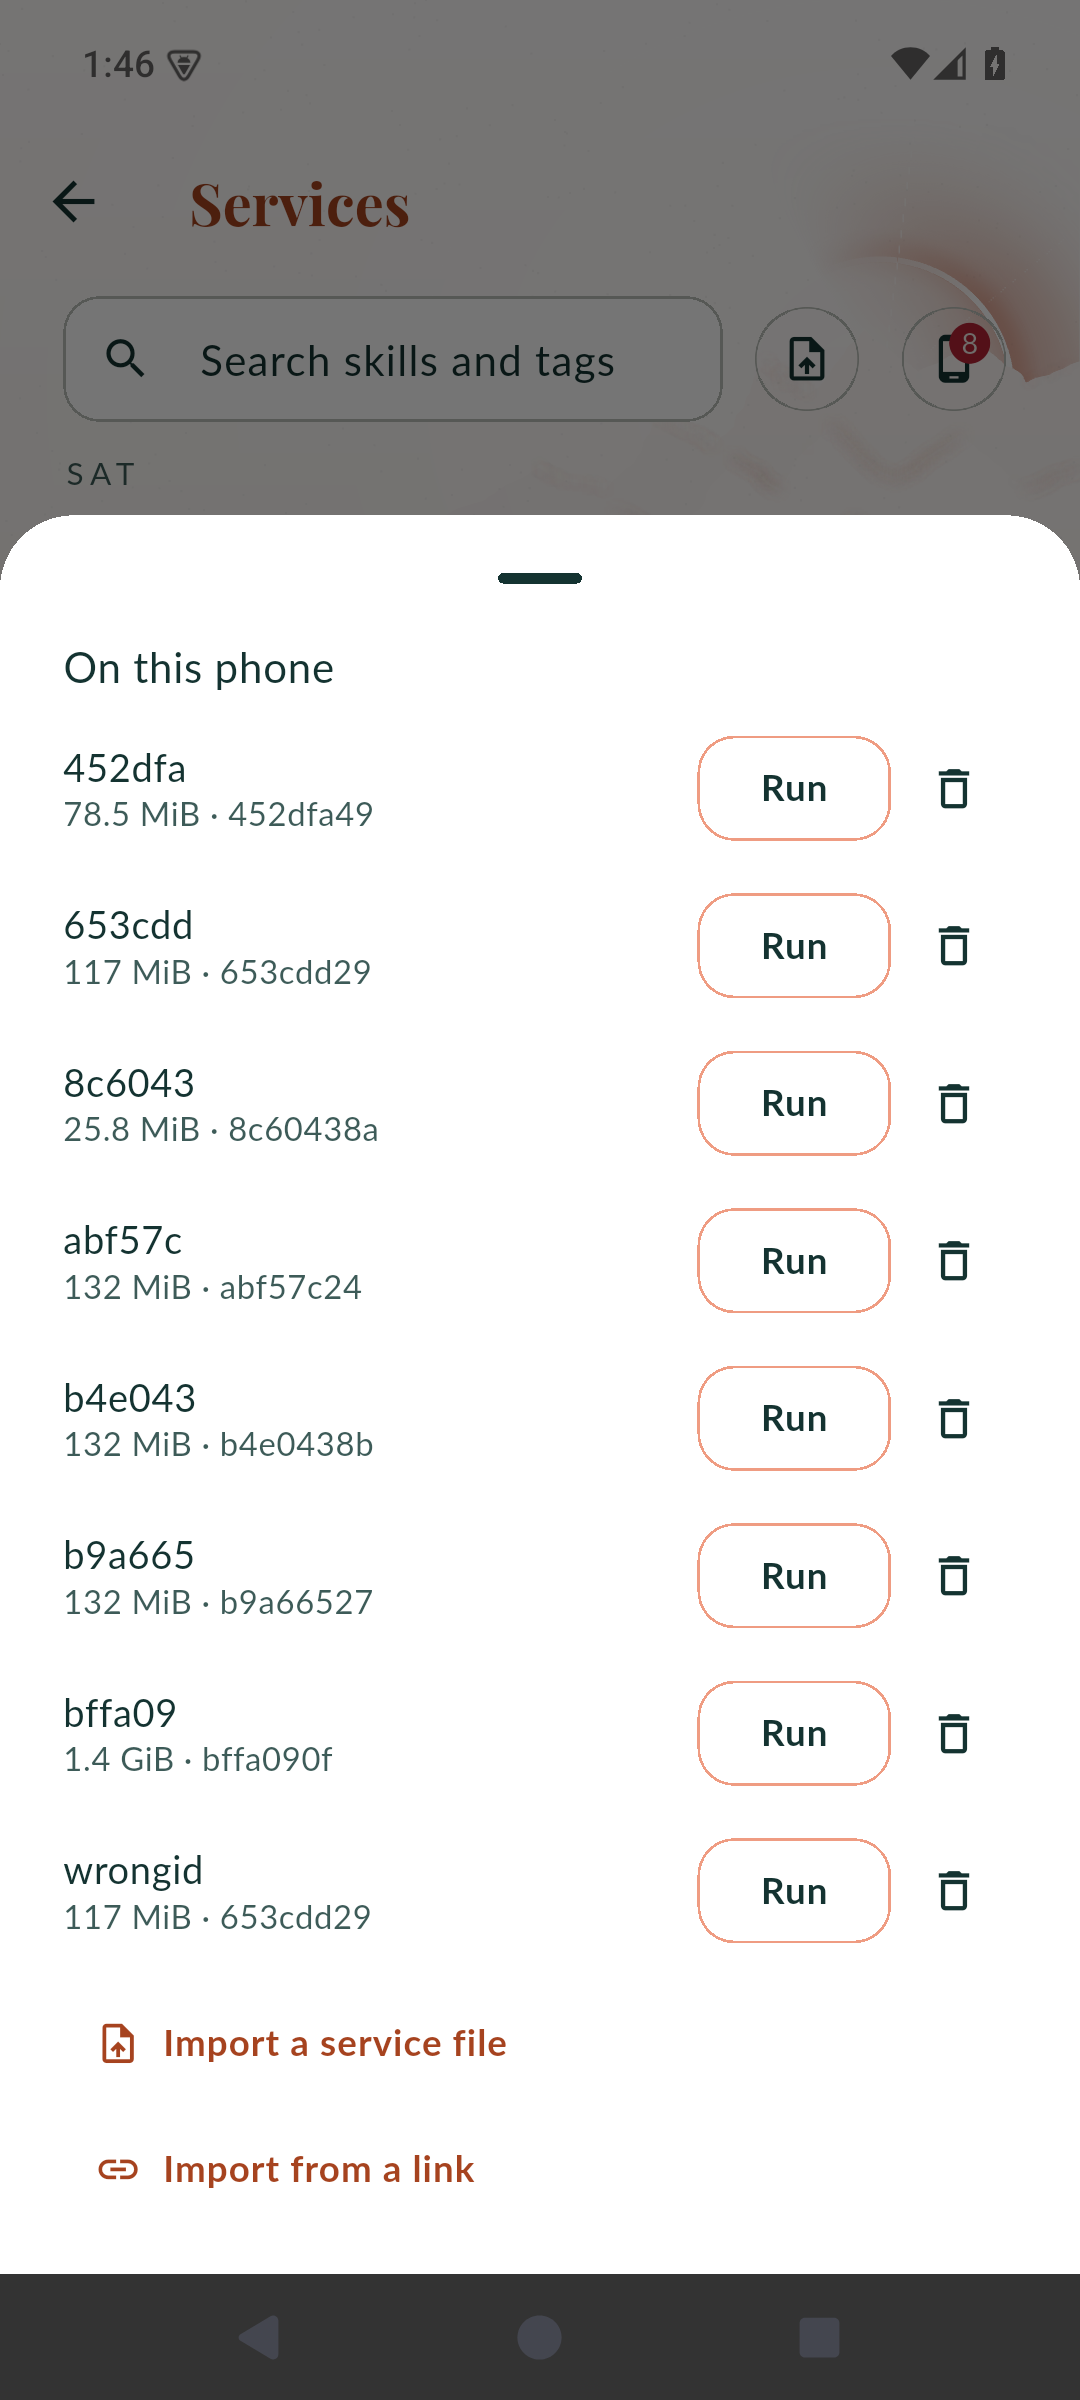 1:46
Services
Search skills and tags
8
SAT
On this phone
452dfa
78.5 MiB · 452dfa49
Run
653cdd
117 MiB · 653cdd29
Run
8c6043
25.8 MiB · 8c60438a
Run
abf57c
132 MiB · abf57c24
Run
b4e043
132 MiB · b4e0438b
Run
b9a665
132 MiB · b9a66527
Run
bffa09
1.4 GiB · bffa090f
Run
wrongid
117 MiB · 653cdd29
Run
Import a service file
Import from a link